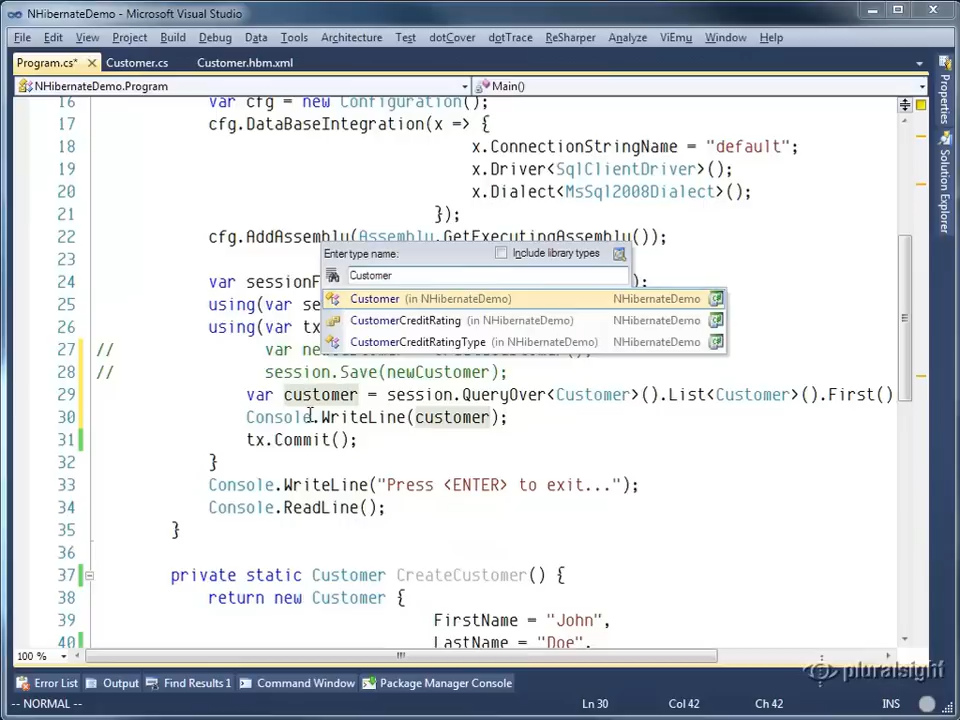 NHibernateDemo - Microsoft Visual Studio
File Edit View Project Build Debug Data Tools Architecture Test dotCover dotTrace ReSharper Analyze ViEmu Window Help
Program.cs* Customer.cs Customer.hbm.xml
NHibernateDemo.Program Main()
16 var cfg = new Configuration();
17 cfg.DataBaseIntegration(x => {
18 x.ConnectionStringName = "default";
19 x.Driver<SqlClientDriver>();
20 x.Dialect<MsSql2008Dialect>();
21 });
22 cfg.AddAssembly(Assembly.GetExecutingAssembly());
Enter type name: Include library types
23
Customer
24 var sessionF );
Customer (in NHibernateDemo) NHibernateDemo
25 using(var se
CustomerCreditRating (in NHibernateDemo) NHibernateDemo
26 using(var tx
CustomerCreditRatingType (in NHibernateDemo) NHibernateDemo
27 // var
28 // session.Save(newCustomer);
29 var customer = session.QueryOver<Customer>().List<Customer>().First()
30 Console.WriteLine(customer);
31 tx.Commit();
32 }
33 Console.WriteLine("Press <ENTER> to exit...");
34 Console.ReadLine();
35 }
36
37 private static Customer CreateCustomer() {
38 return new Customer {
39 FirstName = "John",
40 LastName = "Doe",
100 %
Properties
Solution Explorer
pluralsight
Error List Output Find Results 1 Command Window Package Manager Console
-- NORMAL -- Ln 30 Col 42 Ch 42 INS